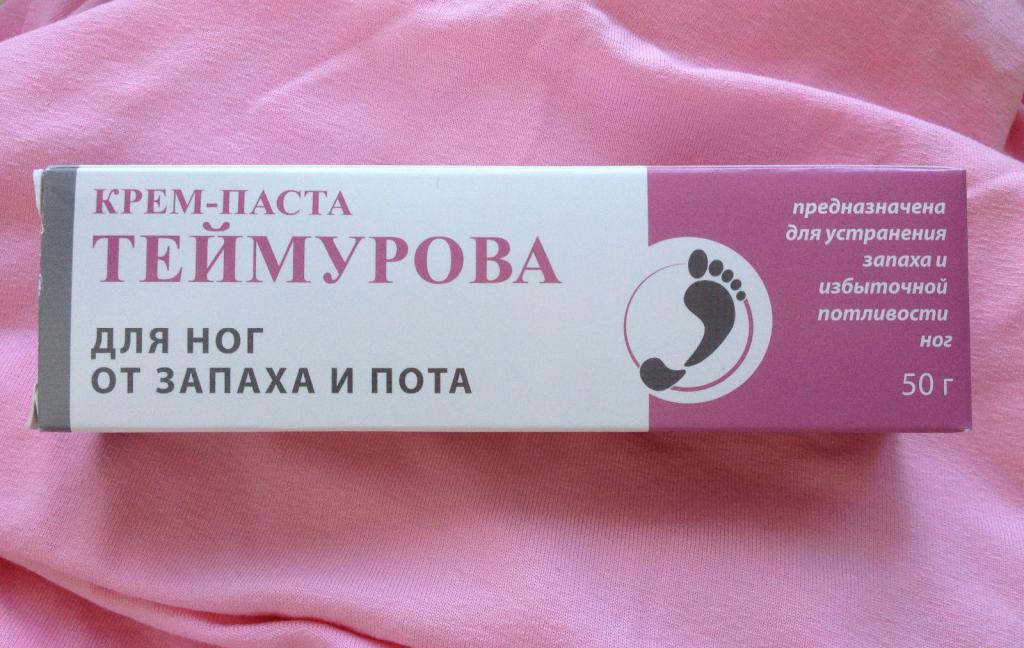 КРЕМ-ПАСТА
ТЕЙМУРОВА
ДЛЯ НОГ
ОТ ЗАПАХА И ПОТА
предназначена
для устранения
запаха и
избыточной
потливости
ног
50 г